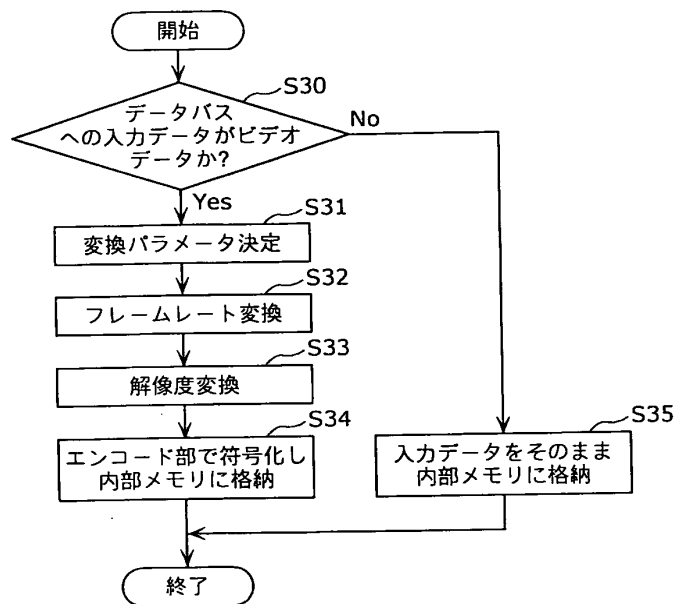 開始
S30
データバス
への入力データがビデオ
データか?
No
Yes
S31
変換パラメータ決定
S32
フレームレート変換
S33
解像度変換
S34
エンコード部で符号化し
内部メモリに格納
S35
入力データをそのまま
内部メモリに格納
終了